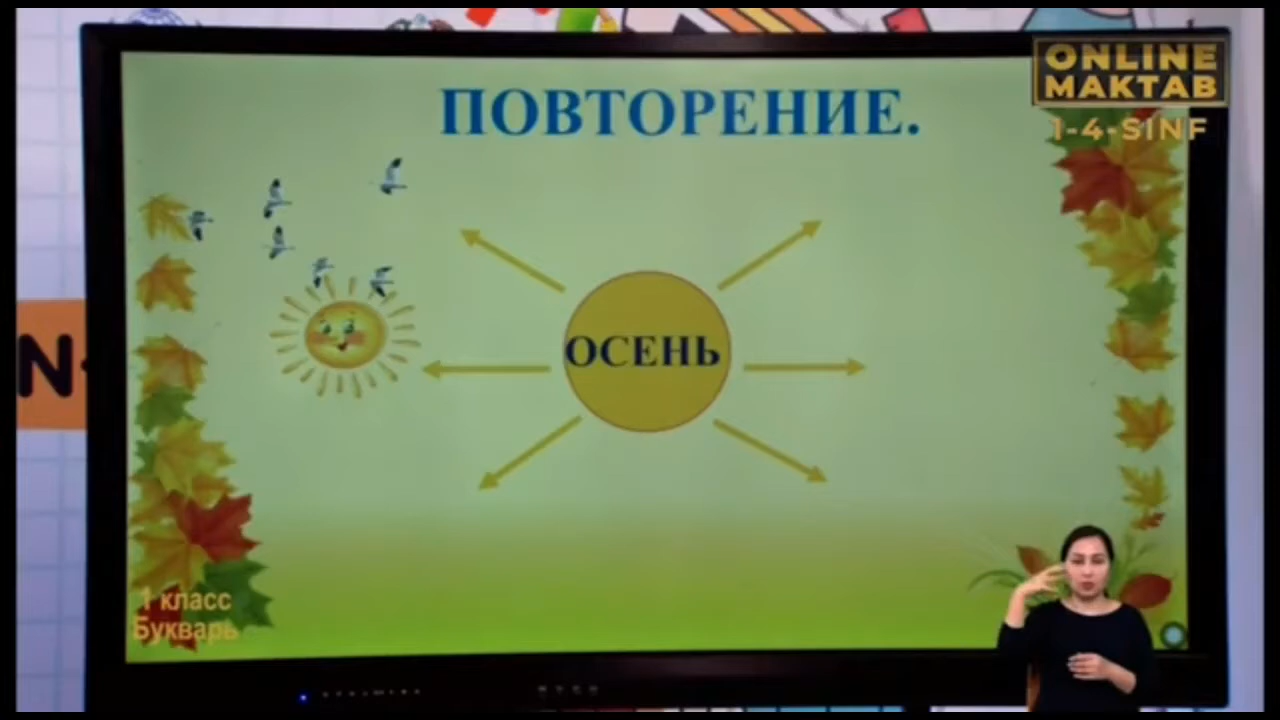 ПОВТОРЕНИЕ.
ONLINE
MAKTAB
1-4-SINF
ОСЕНЬ
N
1 класс
Букварь